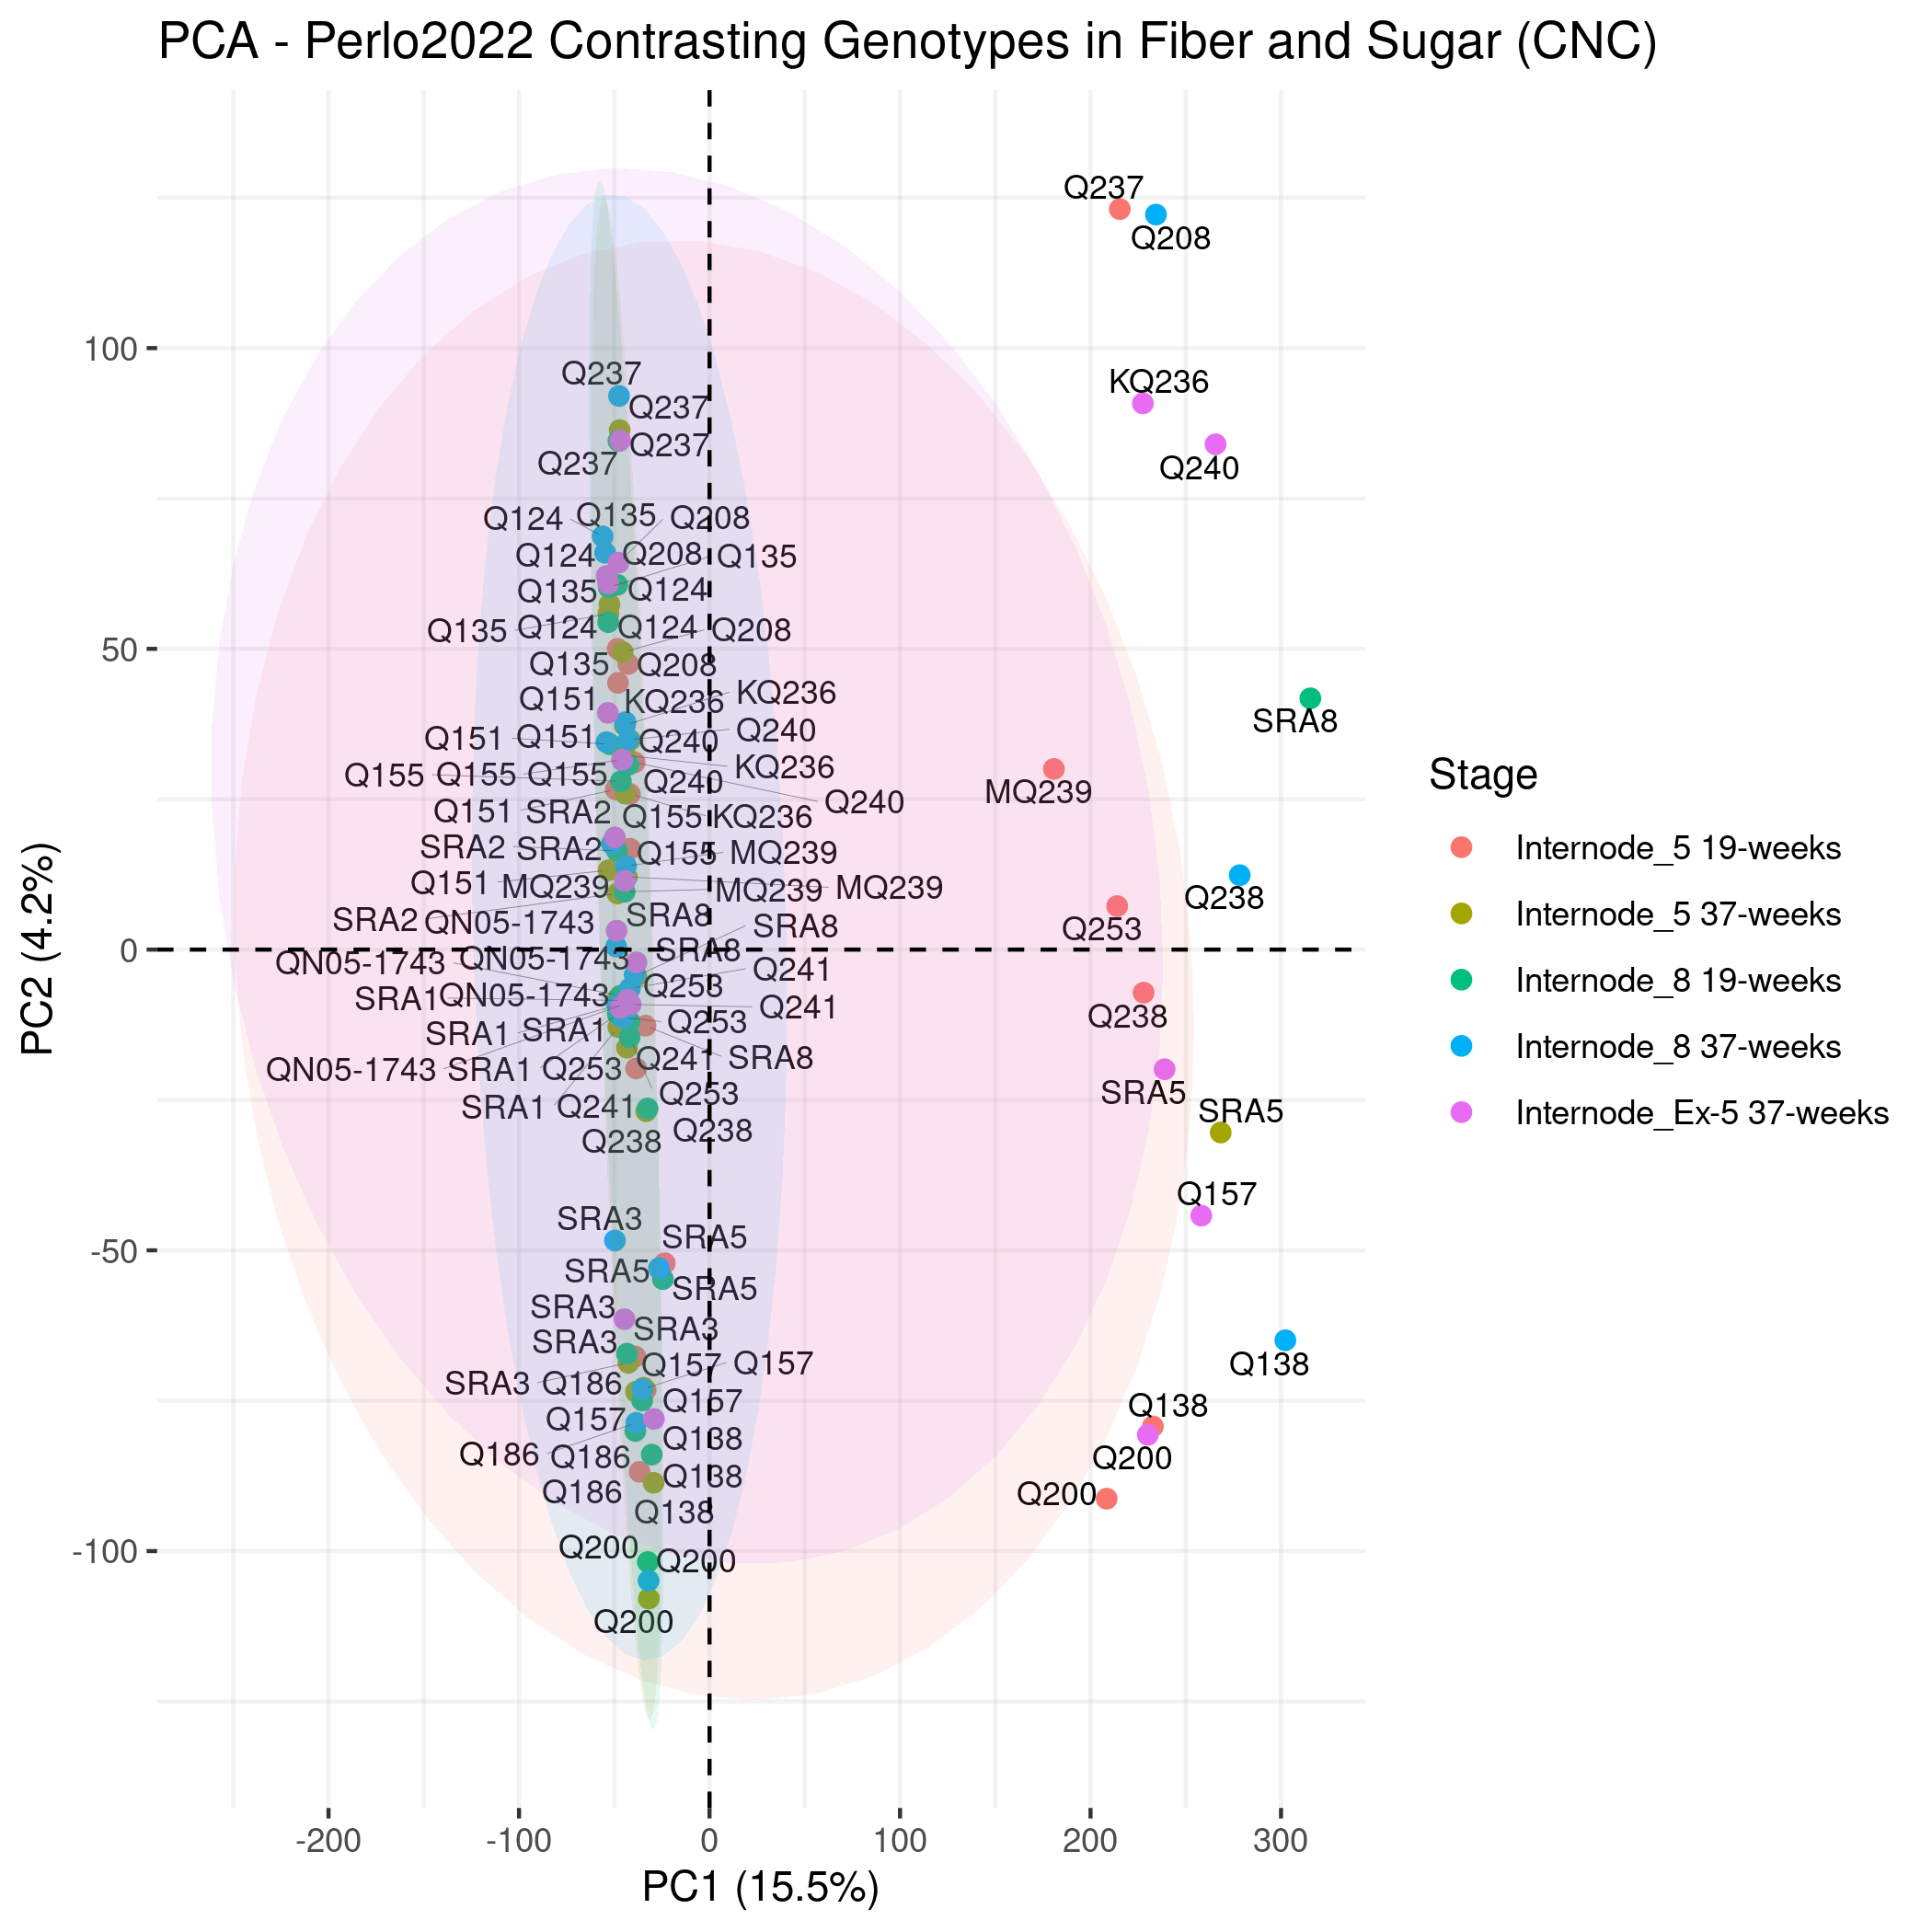 PCA - Perlo2022 Contrasting Genotypes in Fiber and Sugar (CNC)
Q237
Q208
100
Q237
KQ236
Q237
Q237
Q237
Q240
Q124
Q135
Q208
Q124
Q208
Q135
Q135
Q124
50
Q135
Q124
Q124
Q208
Q135
Q208
Q151
KQ236
KQ236
SRA8
Q151
Q151
Q240
Q240
Q155
Q155
Q155
Q240
KQ236
MQ239
Q151
SRA2
Q155
KQ236
Q240
SRA2
SRA2
Q155
MQ239
Q151
MQ239
MQ239
MQ239
Q238
SRA2
QN05-1743
SRA8
SRA8
Q253
0
QN05-1743
QN05-1743
SRA8
Q241
SRA1
QN05-1743
Q253
Q241
Q238
SRA1
SRA1
Q253
QN05-1743
SRA1
Q253
Q241
SRA8
SRA1
Q241
Q253
SRA5
SRA5
Q238
Q238
Q157
-50
SRA3
SRA5
SRA5
SRA5
SRA3
SRA3
SRA3
Q157
Q157
Q138
SRA3
Q186
Q157
Q138
Q157
Q138
Q186
Q186
Q200
Q186
Q138
Q200
Q138
-100
Q200
Q200
Q200
-200
-100
0
100
200
300
PC1 (15.5%)
PC2 (4.2%)
Stage
Internode_5 19-weeks
Internode_5 37-weeks
Internode_8 19-weeks
Internode_8 37-weeks
Internode_Ex-5 37-weeks